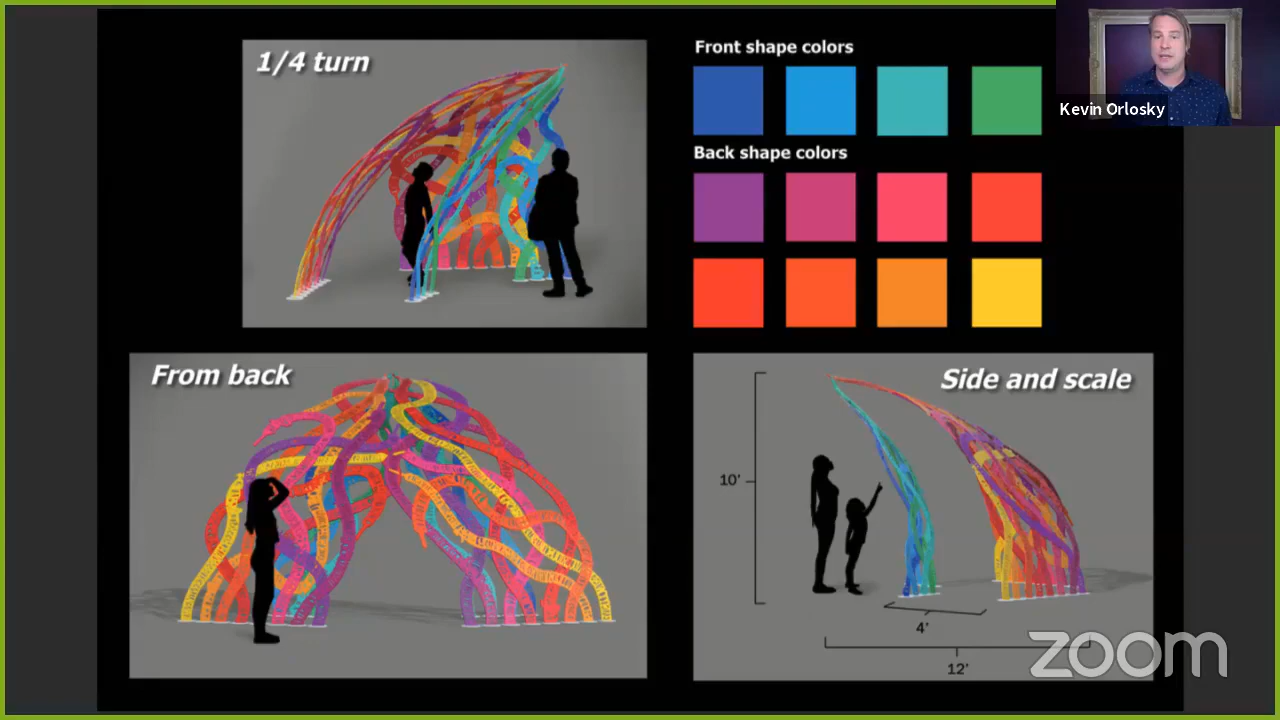 1/4 turn
Front shape colors
Back shape colors
Kevin Orlosky
From back
Side and scale
10'
4'
12'
zoom